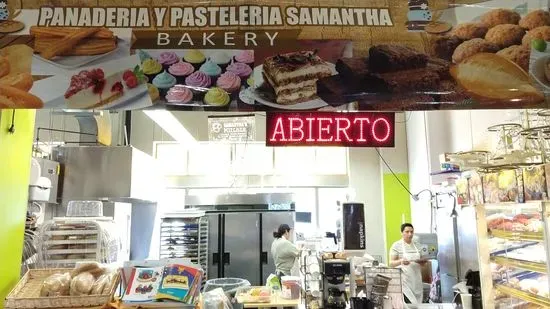 PANADERIA Y PASTELERIA SAMANTHA
BAKERY
ABIERTO